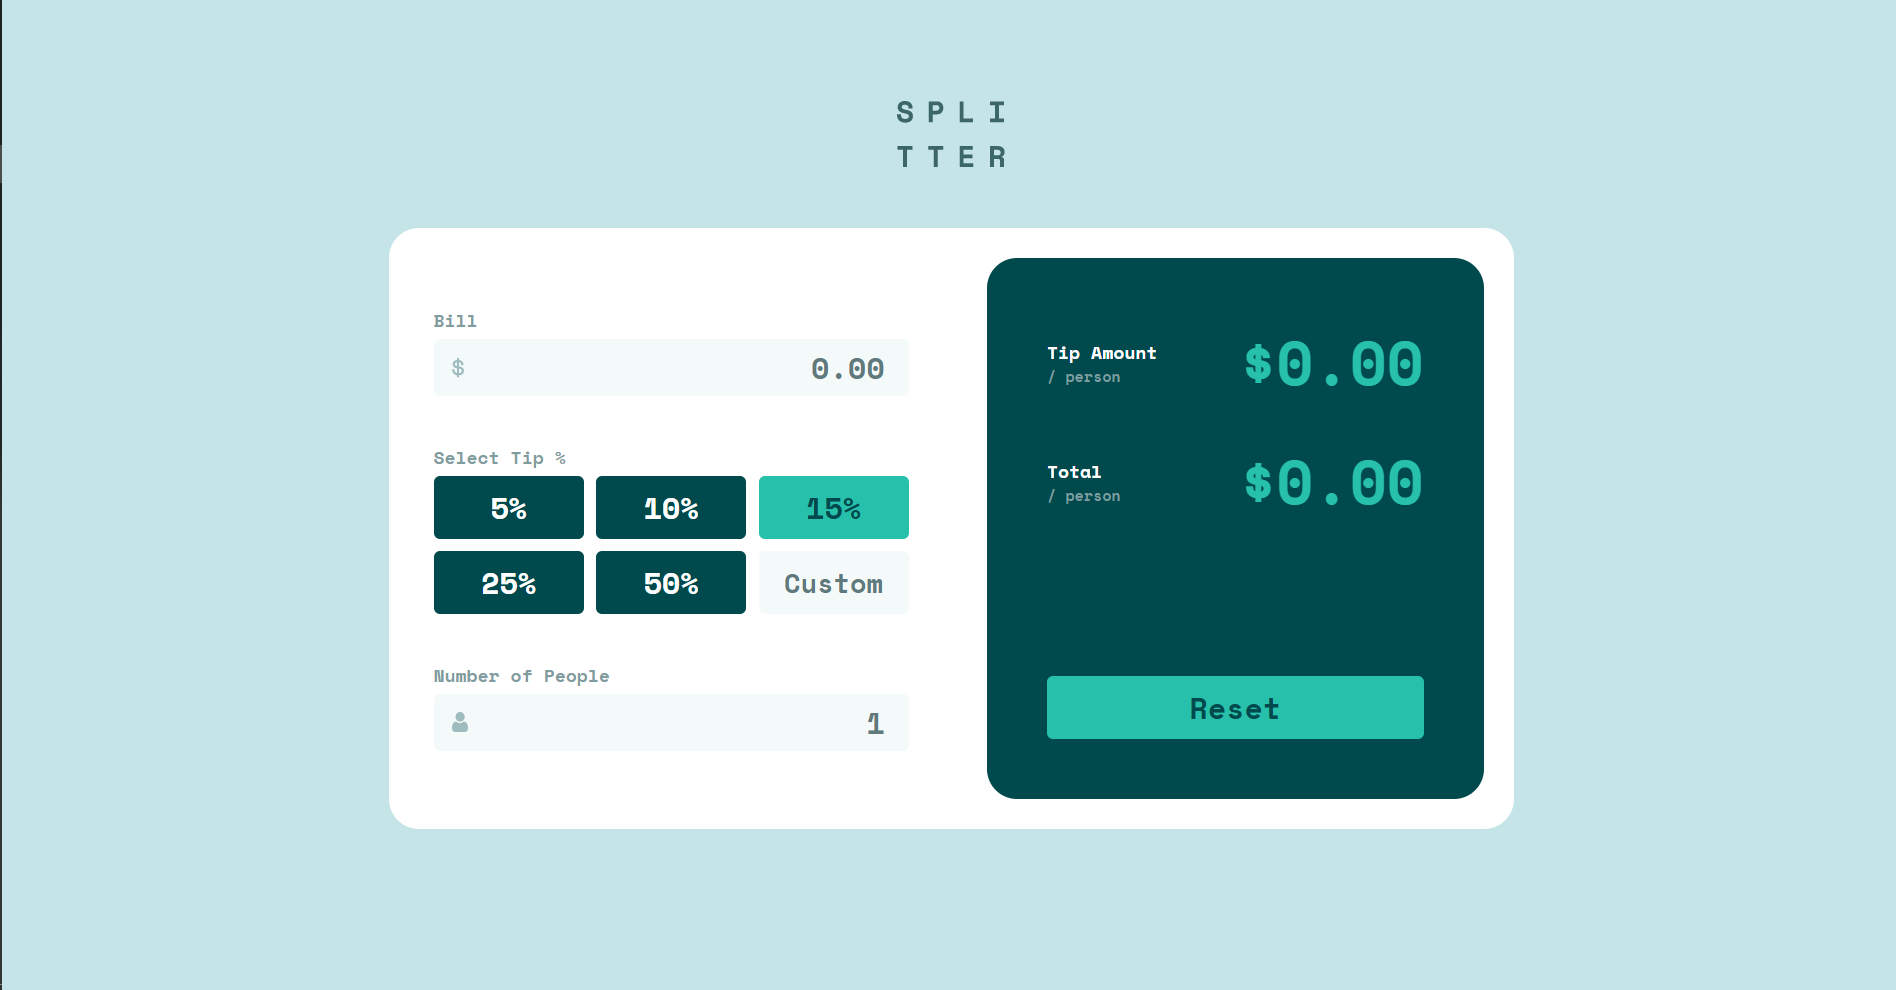 SPLI
TTER
Bill
$ 0.00
Select Tip %
5% 10% 15%
25% 50% Custom
Number of People
1
Tip Amount
/ person
$0.00
Total
/ person
$0.00
Reset